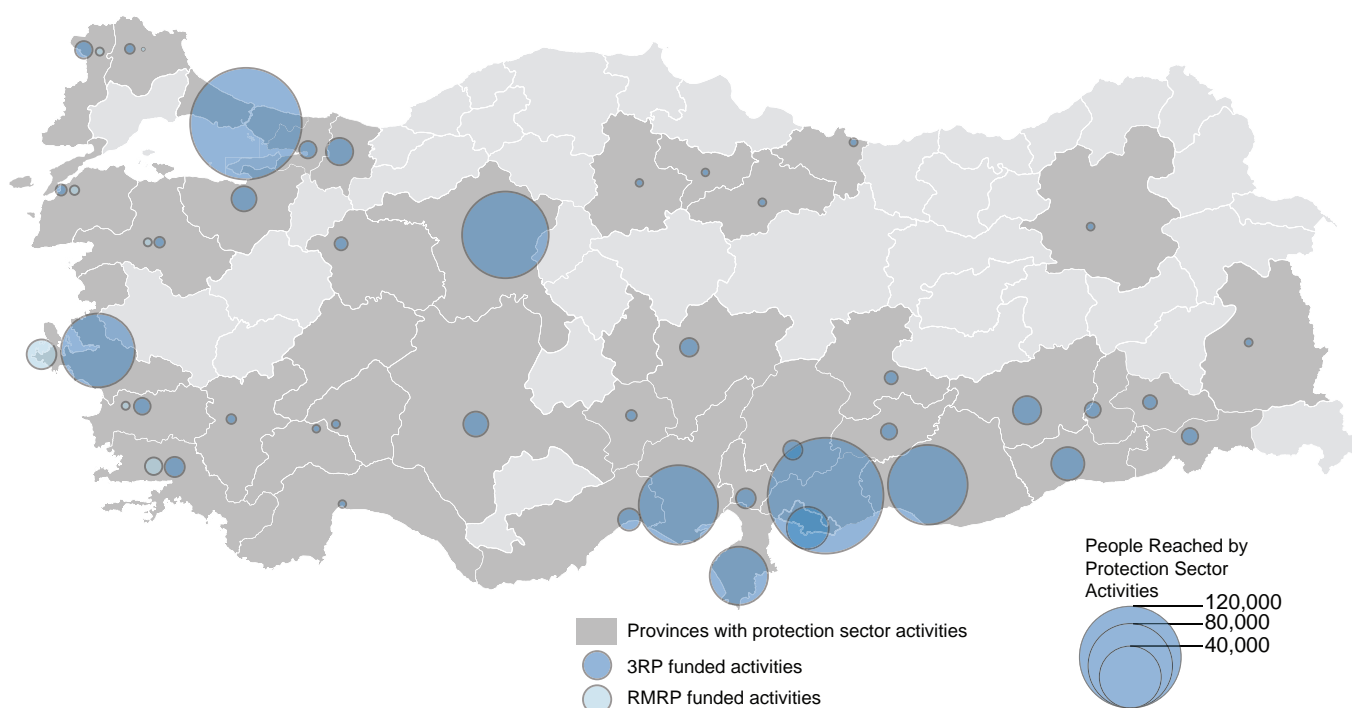 People Reached by
Protection Sector
Activities
120,000
80,000
40,000
Provinces with protection sector activities
3RP funded activities
RMRP funded activities